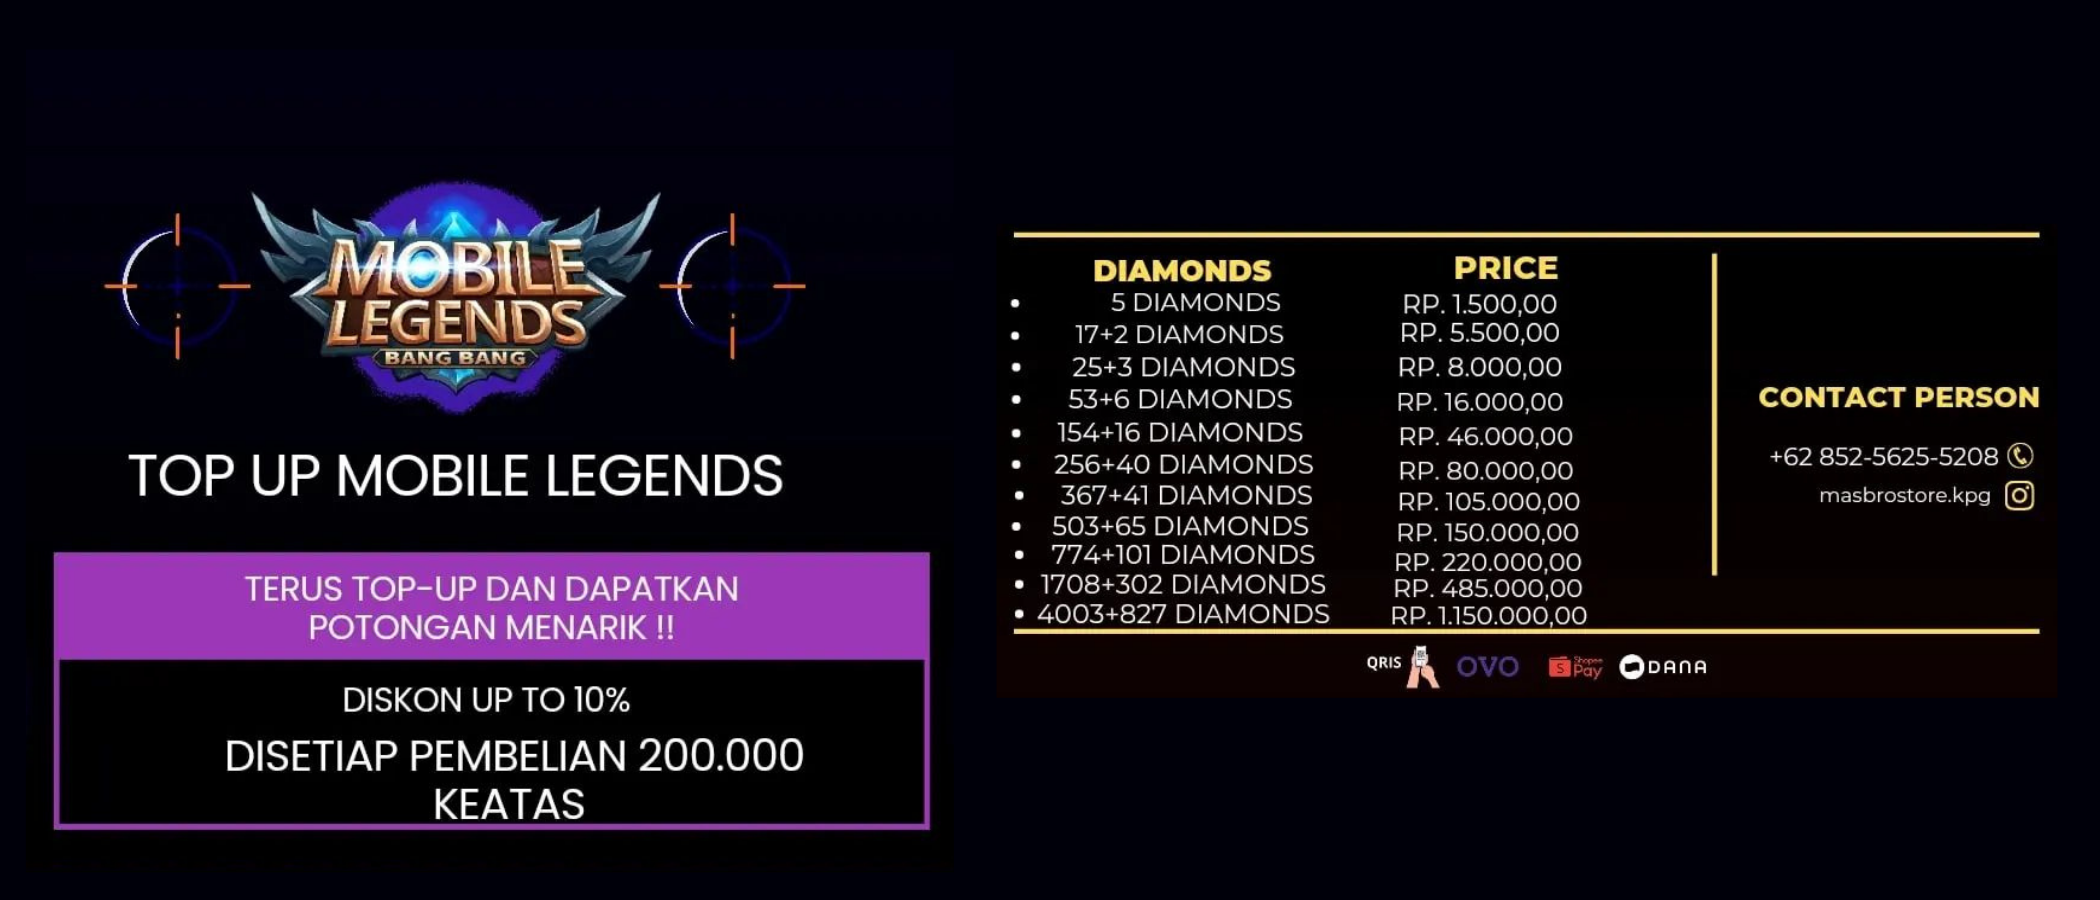 MOBILE
LEGENDS
BANG BANG
TOP UP MOBILE LEGENDS
TERUS TOP-UP DAN DAPATKAN
POTONGAN MENARIK !!
DISKON UP TO 10%
DISETIAP PEMBELIAN 200.000
KEATAS
DIAMONDS PRICE
• 5 DIAMONDS RP. 1.500,00
• 17+2 DIAMONDS RP. 5.500,00
• 25+3 DIAMONDS RP. 8.000,00
• 53+6 DIAMONDS RP. 16.000,00
• 154+16 DIAMONDS RP. 46.000,00
• 256+40 DIAMONDS RP. 80.000,00
• 367+41 DIAMONDS RP. 105.000,00
• 503+65 DIAMONDS RP. 150.000,00
• 774+101 DIAMONDS RP. 220.000,00
• 1708+302 DIAMONDS RP. 485.000,00
• 4003+827 DIAMONDS RP. 1.150.000,00
CONTACT PERSON
+62 852-5625-5208
masbrostore.kpg
QRIS OVO S Shopee Pay DANA